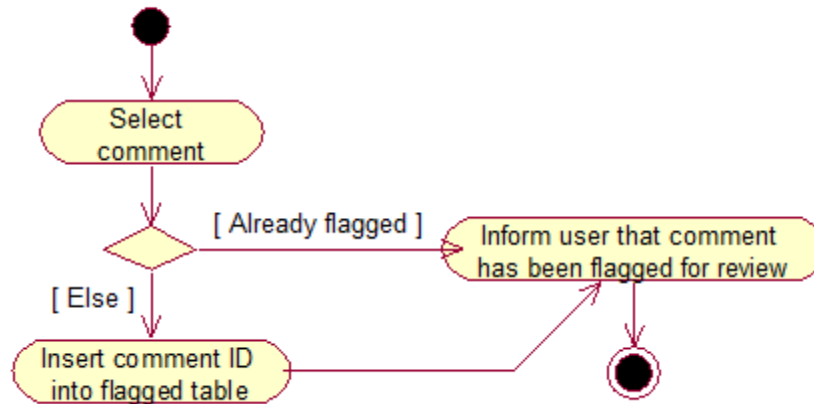 Select
comment
[ Already flagged ]
Inform user that comment
has been flagged for review
[ Else ]
Insert comment ID
into flagged table